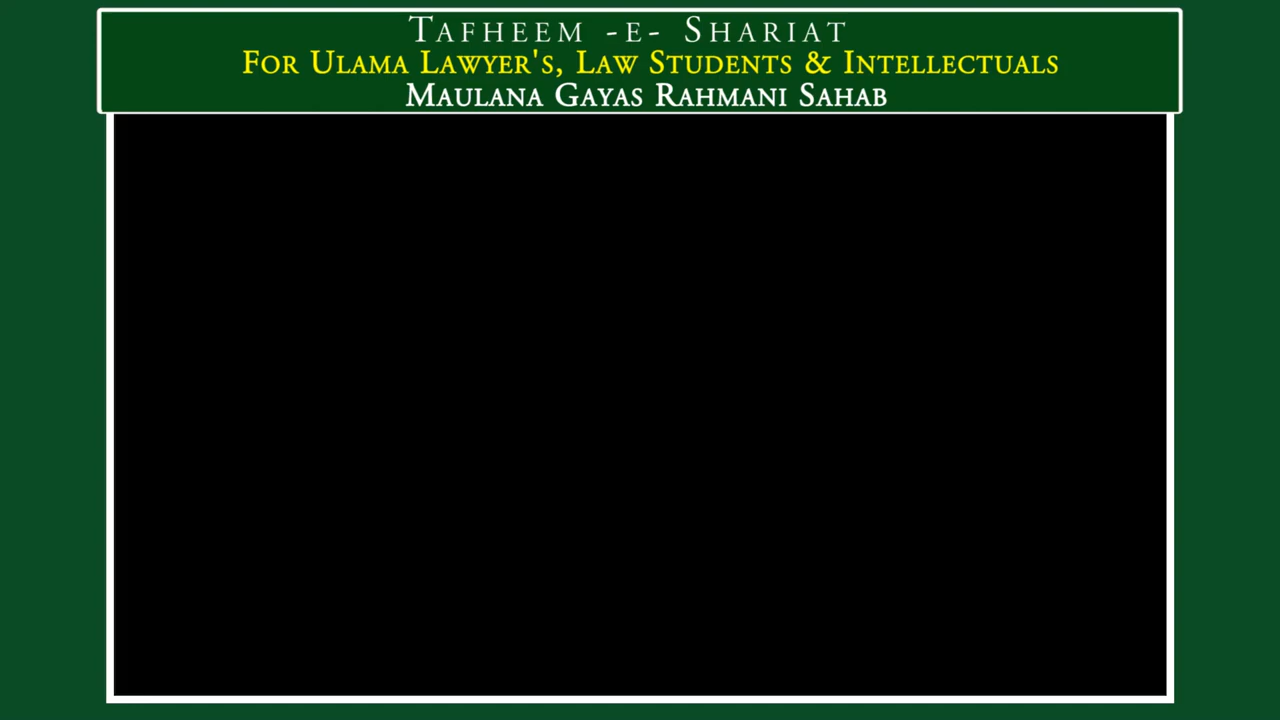 Tafheem -e- Shariat
For Ulama Lawyer's, Law Students & Intellectuals
Maulana Gayas Rahmani Sahab